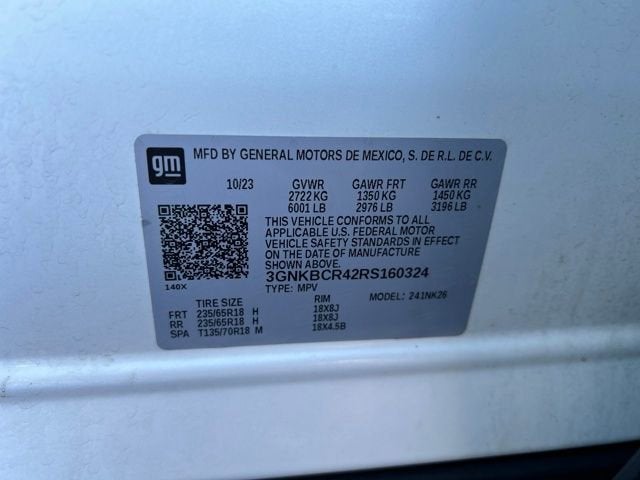 gm
MFD BY GENERAL MOTORS DE MEXICO, S. DE R.L. DE C.V.
10/23 GVWR GAWR FRT GAWR RR
2722 KG 1350 KG 1450 KG
6001 LB 2976 LB 3196 LB
THIS VEHICLE CONFORMS TO ALL
APPLICABLE U.S. FEDERAL MOTOR
VEHICLE SAFETY STANDARDS IN EFFECT
ON THE DATE OF MANUFACTURE
SHOWN ABOVE.
3GNKBCR42RS160324
140X
TYPE: MPV MODEL: 241NK26
TIRE SIZE RIM
FRT 235/65R18 H 18X8J
RR 235/65R18 H 18X8J
SPA T135/70R18 M 18X4.5B